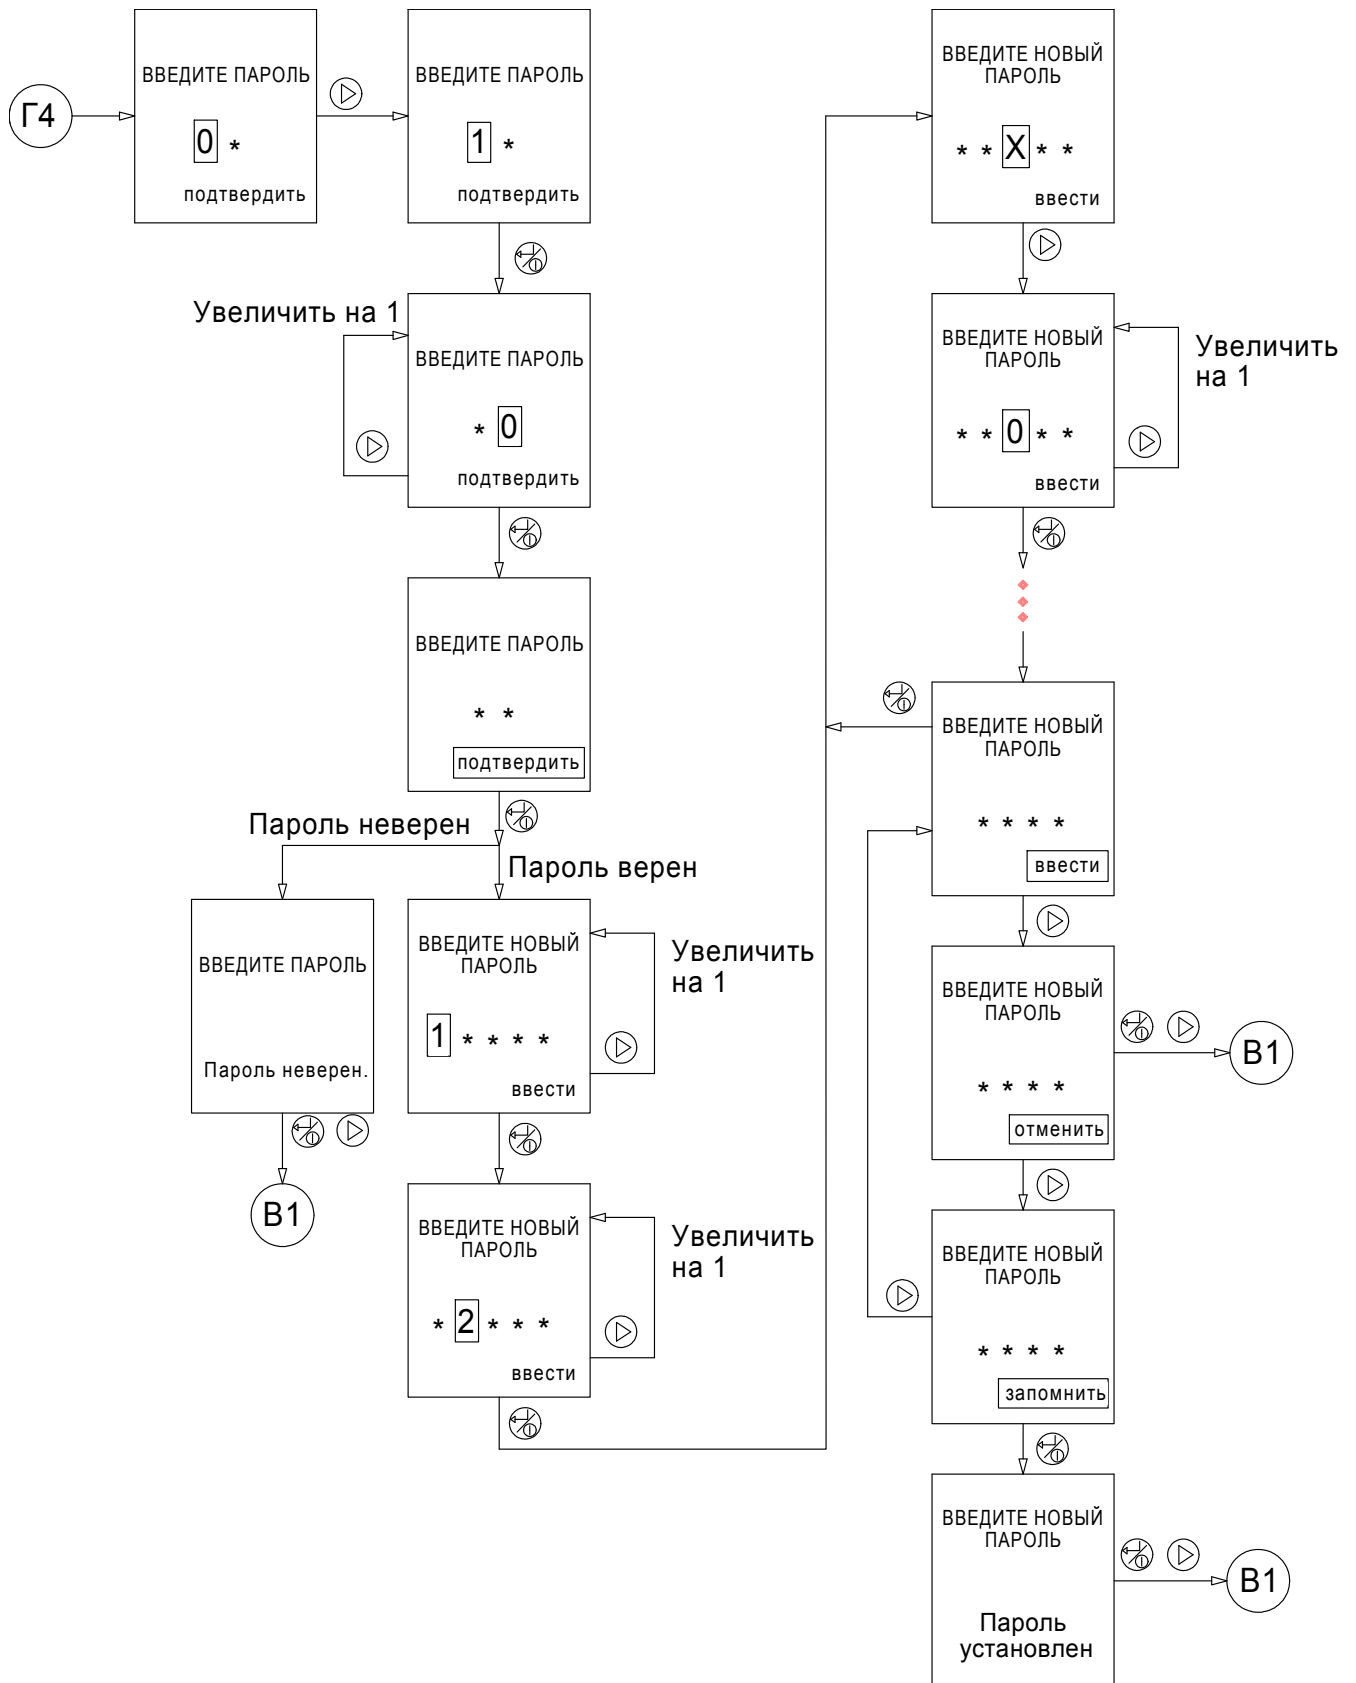 Г4
ВВЕДИТЕ ПАРОЛЬ
0 *
подтвердить
ВВЕДИТЕ ПАРОЛЬ
1 *
подтвердить
Увеличить на 1
ВВЕДИТЕ ПАРОЛЬ
* 0
подтвердить
ВВЕДИТЕ ПАРОЛЬ
* *
подтвердить
Пароль неверен
Пароль верен
ВВЕДИТЕ ПАРОЛЬ
Пароль неверен.
В1
ВВЕДИТЕ НОВЫЙ
ПАРОЛЬ
1 * * * *
ввести
Увеличить
на 1
ВВЕДИТЕ НОВЫЙ
ПАРОЛЬ
* 2 * * *
ввести
Увеличить
на 1
ВВЕДИТЕ НОВЫЙ
ПАРОЛЬ
* * X * *
ввести
ВВЕДИТЕ НОВЫЙ
ПАРОЛЬ
* * 0 * *
ввести
Увеличить
на 1
ВВЕДИТЕ НОВЫЙ
ПАРОЛЬ
* * * *
ввести
ВВЕДИТЕ НОВЫЙ
ПАРОЛЬ
* * * *
отменить
В1
ВВЕДИТЕ НОВЫЙ
ПАРОЛЬ
* * * *
запомнить
ВВЕДИТЕ НОВЫЙ
ПАРОЛЬ
Пароль
установлен
В1